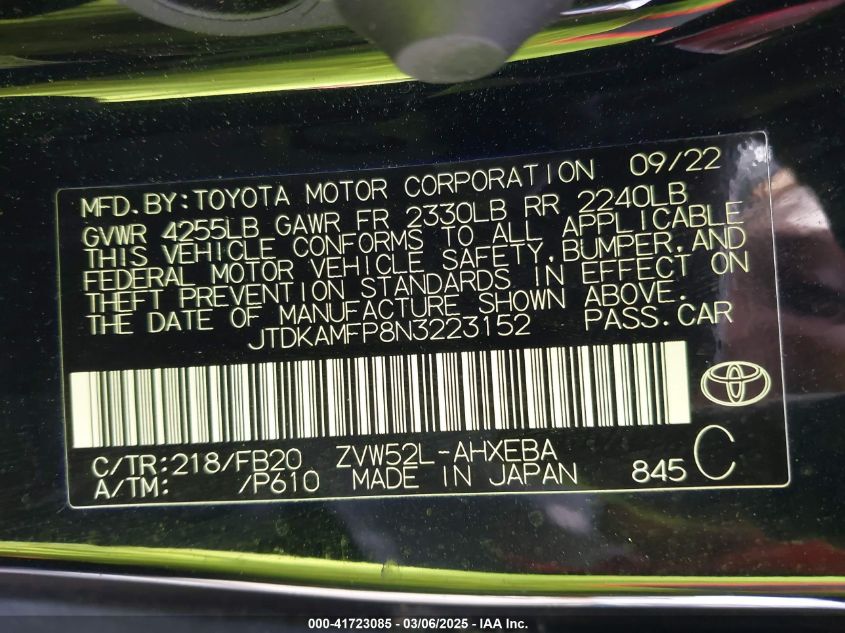 MFD.BY:TOYOTA MOTOR CORPORATION 09/22
GVWR 4255LB GAWR FR 2330LB RR 2240LB
THIS VEHICLE CONFORMS TO ALL APPLICABLE
FEDERAL MOTOR VEHICLE SAFETY,BUMPER,AND
THEFT PREVENTION STANDARDS IN EFFECT ON
THE DATE OF MANUFACTURE SHOWN ABOVE.
JTDKAMFP8N3223152 PASS.CAR
C/TR:218/FB20 ZVW52L-AHXEBA
A/TM: /P610 MADE IN JAPAN 845 C
000-41723085 - 03/06/2025 - IAA Inc.